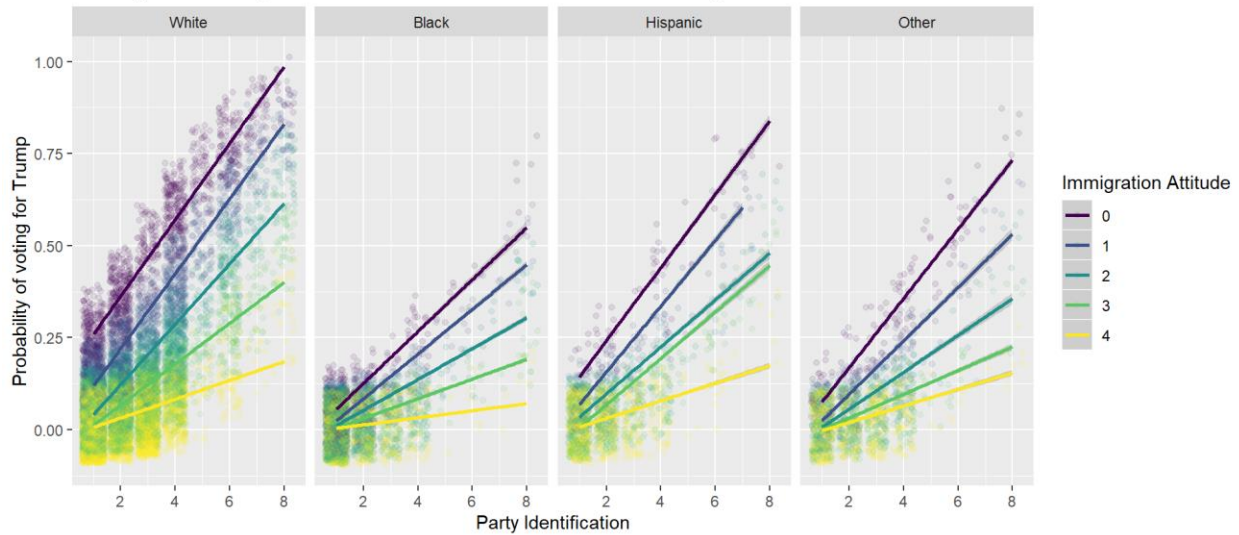 White Black Hispanic Other
Probability of voting for Trump
1.00
0.75
0.50
0.25
0.00
2 4 6 8 2 4 6 8 2 4 6 8 2 4 6 8
Party Identification
Immigration Attitude
0
1
2
3
4